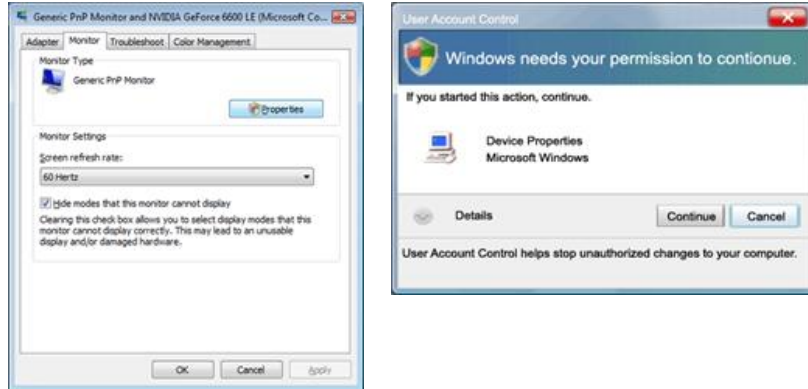 Generic PnP Monitor and NVIDIA GeForce 6600 LE (Microsoft Co...
Adapter Monitor Troubleshoot Color Management
Monitor Type
Generic PnP Monitor
Properties
Monitor Settings
Screen refresh rate:
60 Hertz
Hide modes that this monitor cannot display
Clearing this check box allows you to select display modes that this
monitor cannot display correctly. This may lead to an unusable
display and/or damaged hardware.
OK Cancel Apply
User Account Control
Windows needs your permission to contionue.
If you started this action, continue.
Device Properties
Microsoft Windows
Details Continue Cancel
User Account Control helps stop unauthorized changes to your computer.